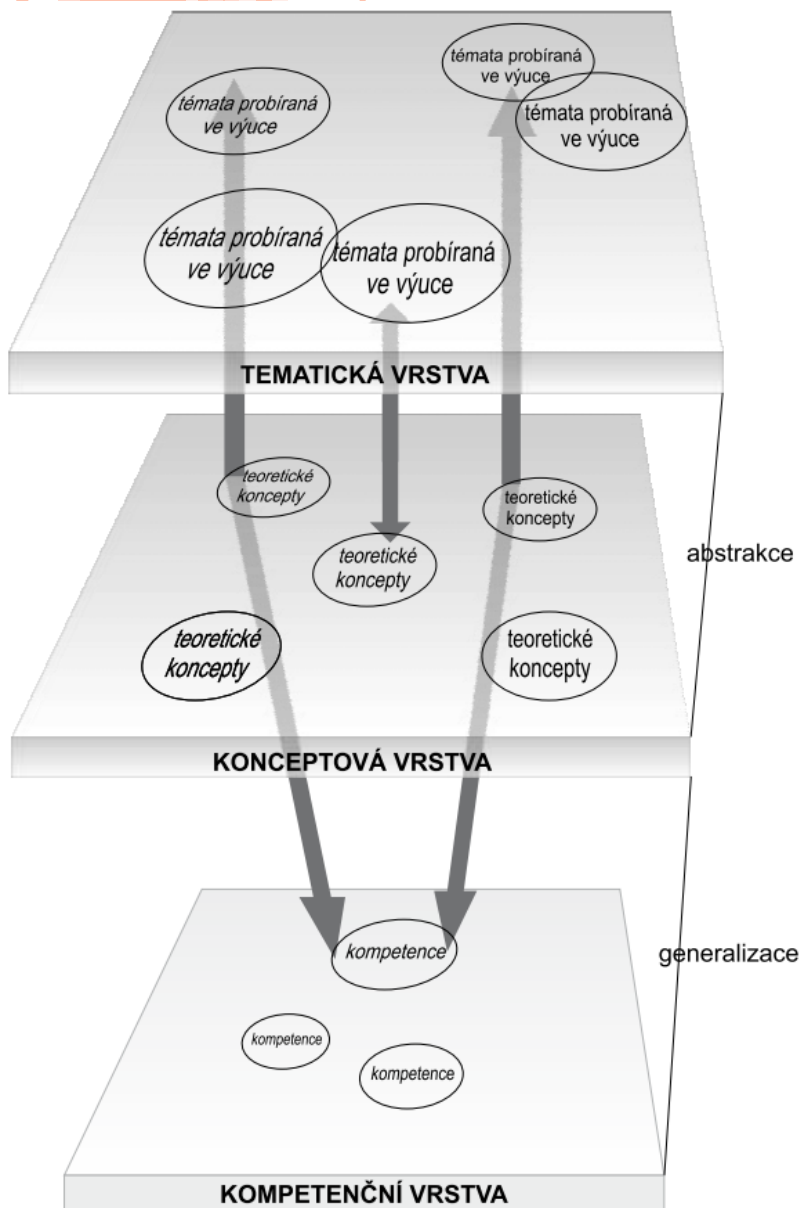 témata probíraná
ve výuce
témata probíraná
ve výuce
témata probíraná
ve výuce
témata probíraná
ve výuce
témata probíraná
ve výuce
TEMATICKÁ VRSTVA
teoretické
koncepty
teoretické
koncepty
teoretické
koncepty
abstrakce
teoretické
koncepty
teoretické
koncepty
KONCEPTOVÁ VRSTVA
kompetence
generalizace
kompetence
kompetence
KOMPETENČNÍ VRSTVA